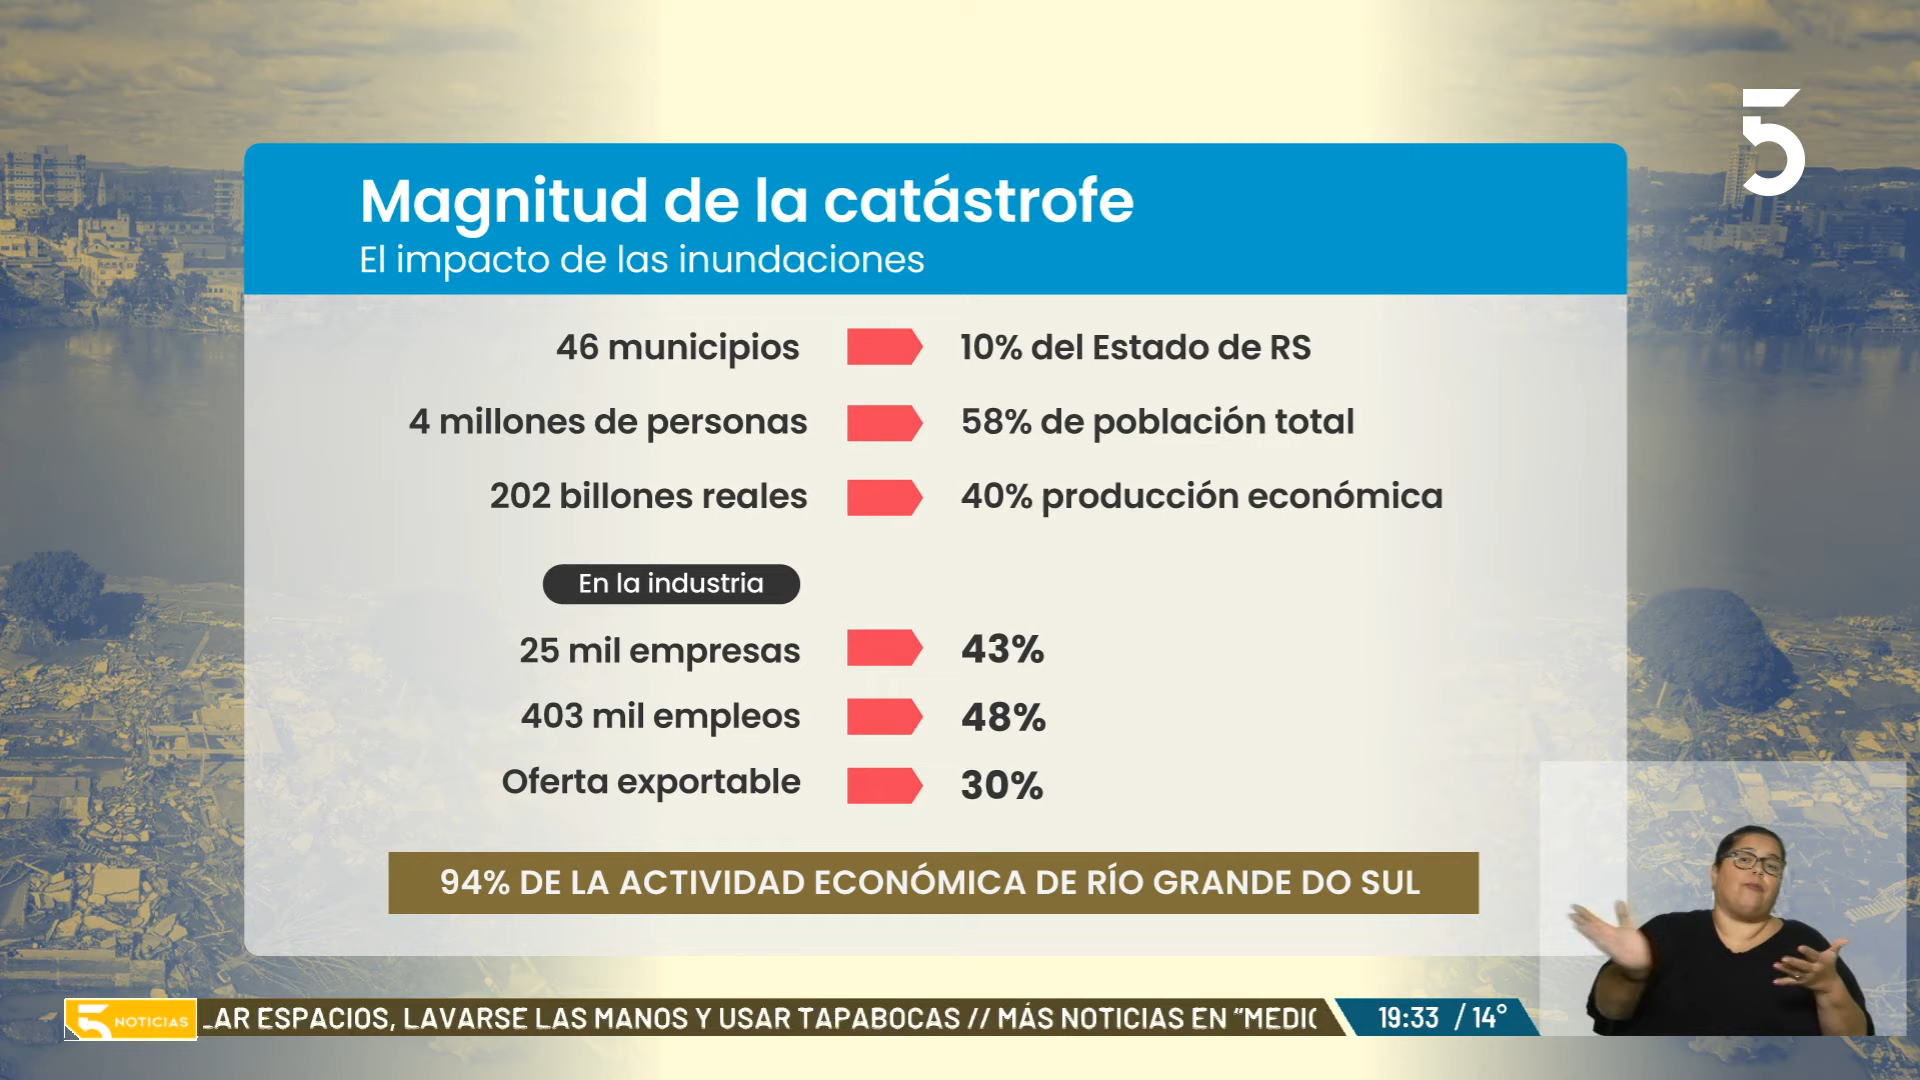 5
Magnitud de la catástrofe
El impacto de las inundaciones
46 municipios 10% del Estado de RS
4 millones de personas 58% de población total
202 billones reales 40% producción económica
En la industria
25 mil empresas 43%
403 mil empleos 48%
Oferta exportable 30%
94% DE LA ACTIVIDAD ECONÓMICA DE RÍO GRANDE DO SUL
5 NOTICIAS
AR ESPACIOS, LAVARSE LAS MANOS Y USAR TAPABOCAS // MÁS NOTICIAS EN "MEDIO
19:33 / 14°